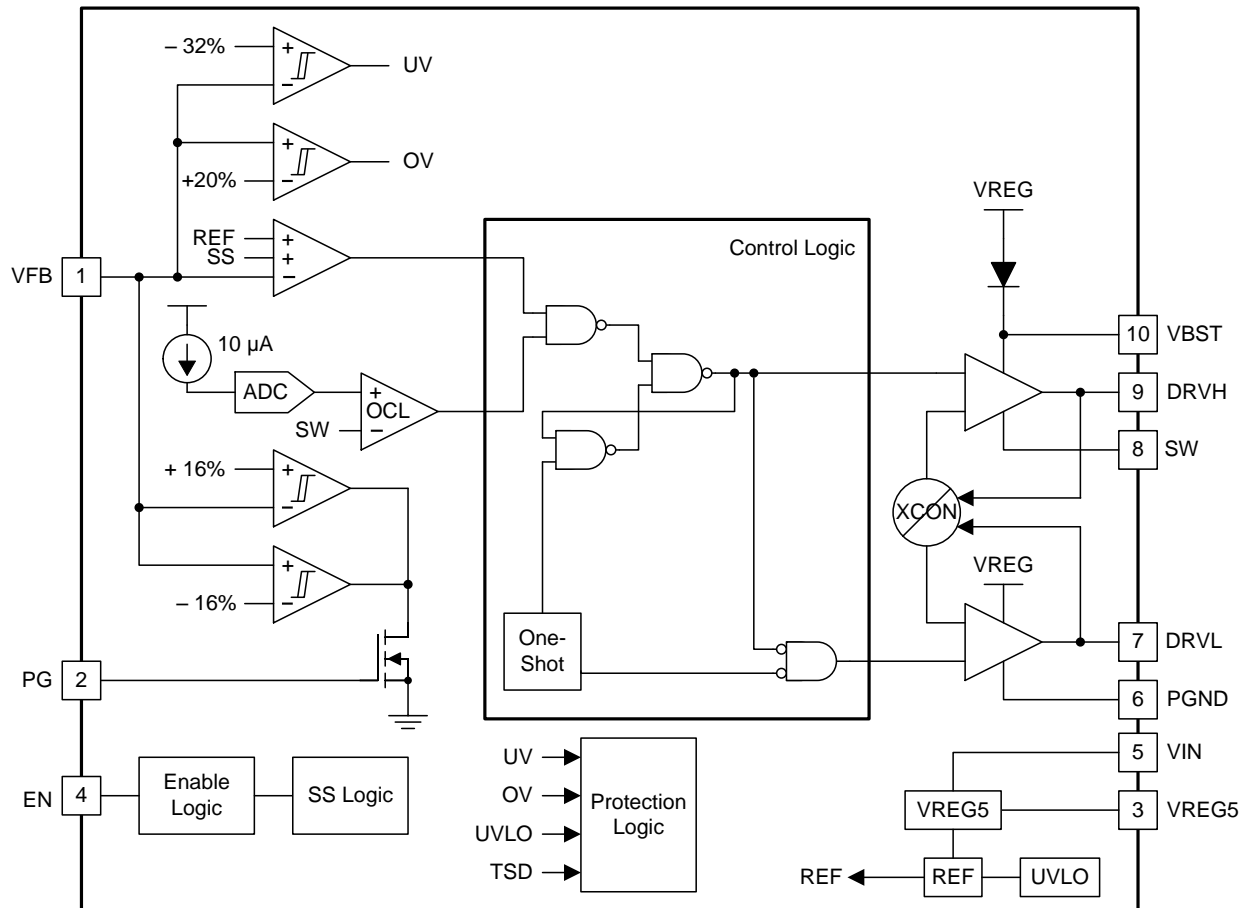 – 32%
+
–
UV
+
–
+20%
OV
REF
SS
+
+
–
VFB
1
10 µA
ADC
+
OCL
–
SW
+ 16%
+
–
+
–
– 16%
PG
2
EN
4
Enable
Logic
SS Logic
Control Logic
One-
Shot
UV
OV
UVLO
TSD
Protection
Logic
VREG
10
VBST
9
DRVH
8
SW
XCON
VREG
7
DRVL
6
PGND
5
VIN
VREG5
3
VREG5
REF
REF
UVLO